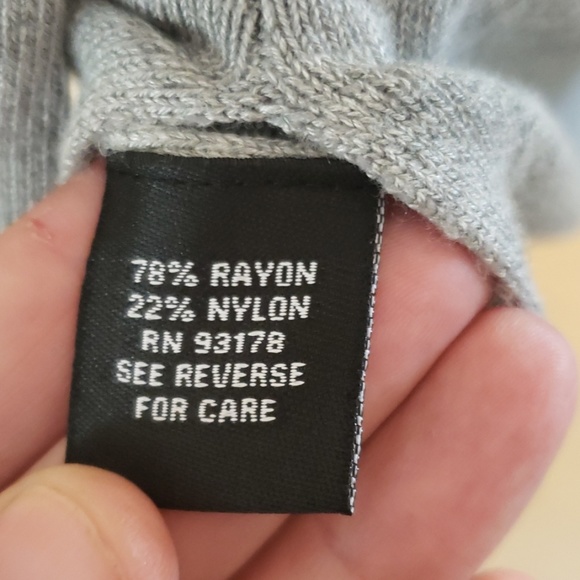 78% RAYON
22% NYLON
RN 93178
SEE REVERSE
FOR CARE